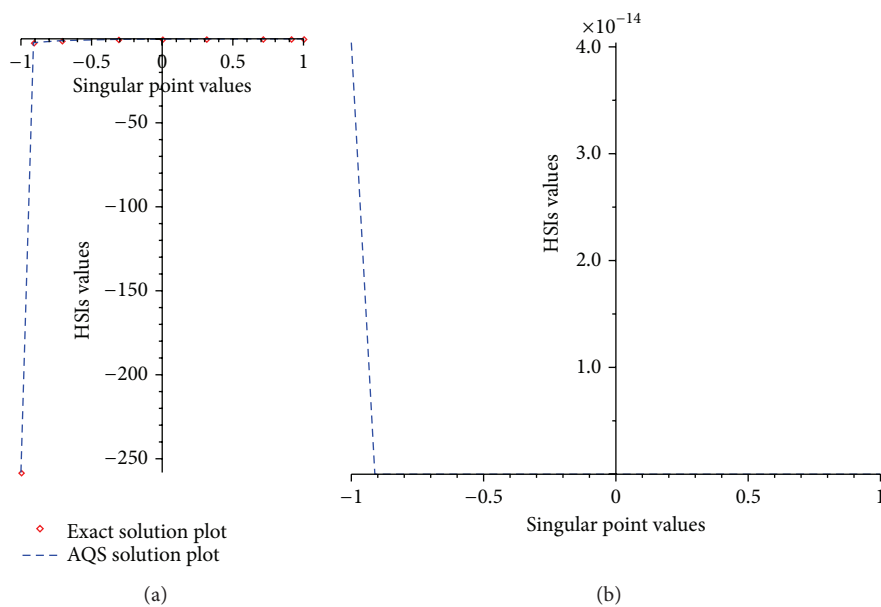 −1
−0.5
0
0.5
1
Singular point values
−50
−100
−150
−200
−250
HSIs values
Exact solution plot
AQS solution plot
(a)
×10−14
4.0
3.0
2.0
1.0
HSIs values
−1
−0.5
0
0.5
1
Singular point values
(b)